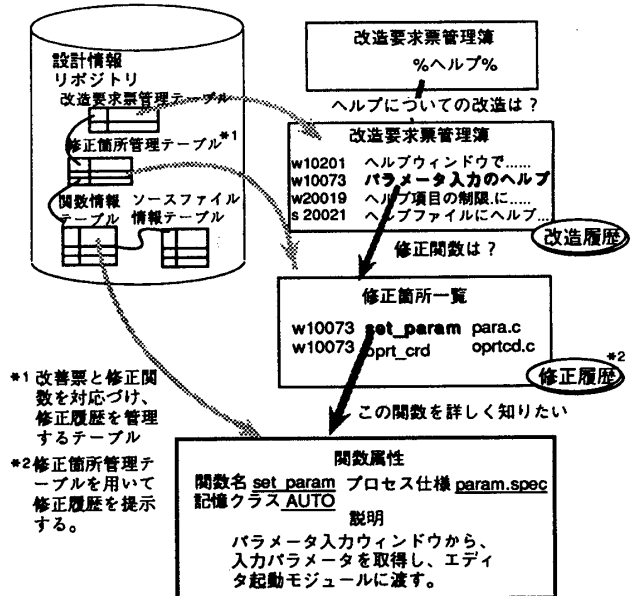 設計情報
リポジトリ
改造要求票管理テーブル
修正箇所管理テーブル*1
関数情報 ソースファイル
テーブル 情報テーブル
改造要求票管理簿
%ヘルプ%
ヘルプについての改造は?
改造要求票管理簿
w10201 ヘルプウィンドウで......
w10073 パラメータ入力のヘルプ
w20019 ヘルプ項目の制限に.....
s 20021 ヘルプファイルにヘルプ...
改造履歴
修正関数は?
修正箇所一覧
w10073 set_param para.c
w10073 oprt_crd oprtcd.c
*2
修正履歴
この関数を詳しく知りたい
*1 改善票と修正関
数を対応づけ、
修正履歴を管理
するテーブル
*2修正箇所管理テ
ーブルを用いて
修正履歴を提示
する。
関数属性
関数名 set_param プロセス仕様 param.spec
記憶クラス AUTO
説明
パラメータ入力ウィンドウから、
入力パラメータを取得し、エディ
タ起動モジュールに渡す。